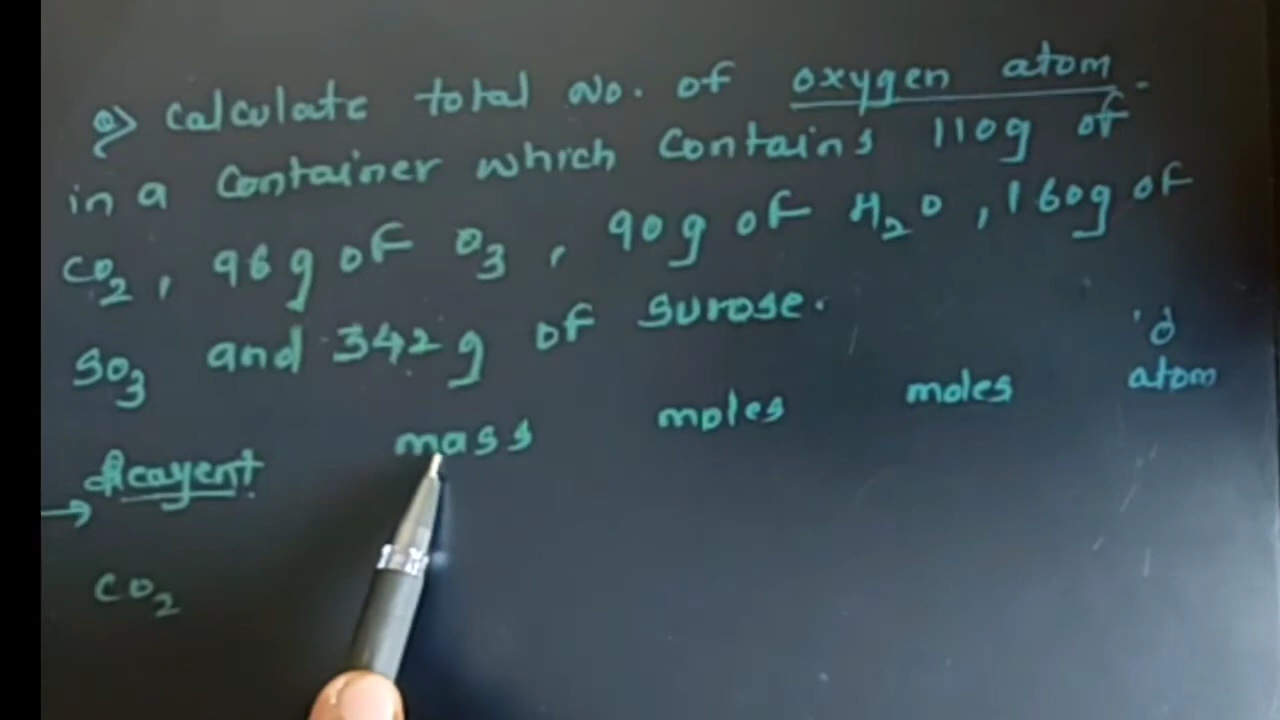 Q> Calculate total No. of oxygen atom.
in a Container which Contains 110g of
CO2, 96g of O3, 90g of H2O, 160g of
SO3 and 342g of surose.
Reagent mass moles moles 'O' atom
→
CO2